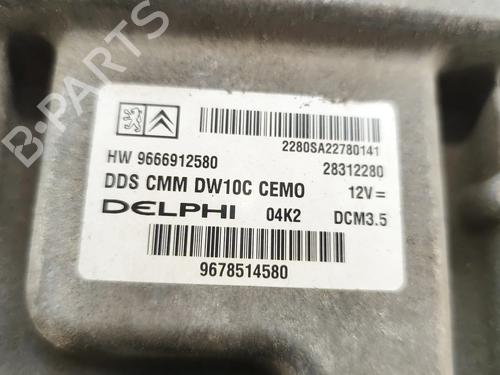 B-PARTS
2280SA22780141
HW 9666912580 28312280
DDS CMM DW10C CEMO 12V =
DELPHI 04K2 DCM3.5
9678514580